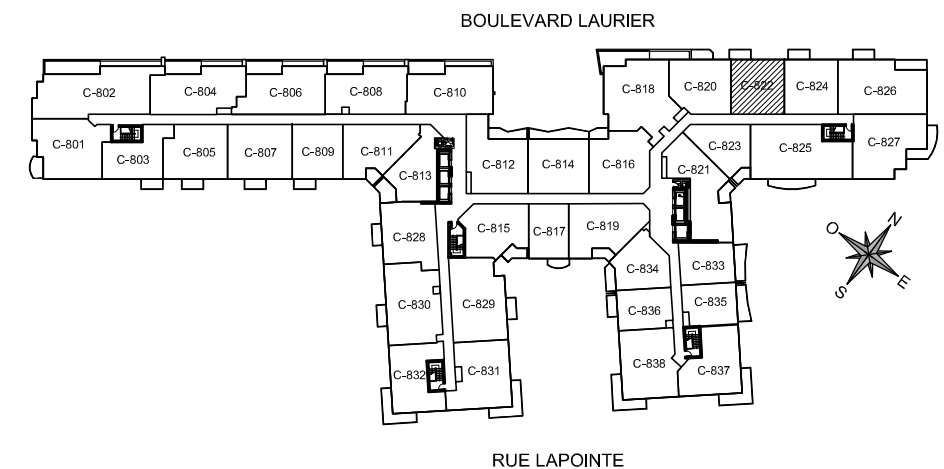 BOULEVARD LAURIER
C-802
C-804
C-806
C-808
C-810
C-818
C-820
C-822
C-824
C-826
C-801
C-803
C-805
C-807
C-809
C-811
C-813
C-812
C-814
C-816
C-821
C-823
C-825
C-827
C-828
C-815
C-817
C-819
C-834
C-833
C-830
C-829
C-836
C-835
C-832
C-831
C-838
C-837
N
O
E
S
RUE LAPOINTE